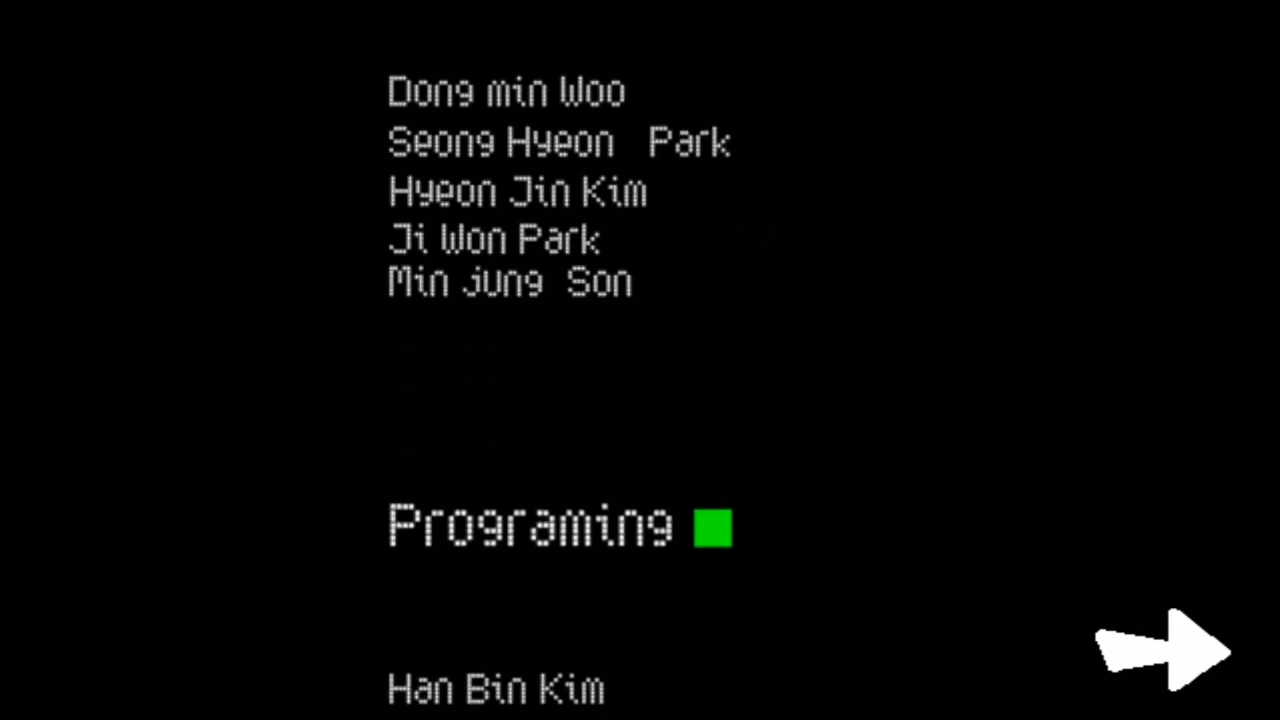 Dong min Woo
Seong Hyeon Park
Hyeon Jin Kim
Ji Won Park
Min jung Son
Programing
Han Bin Kim